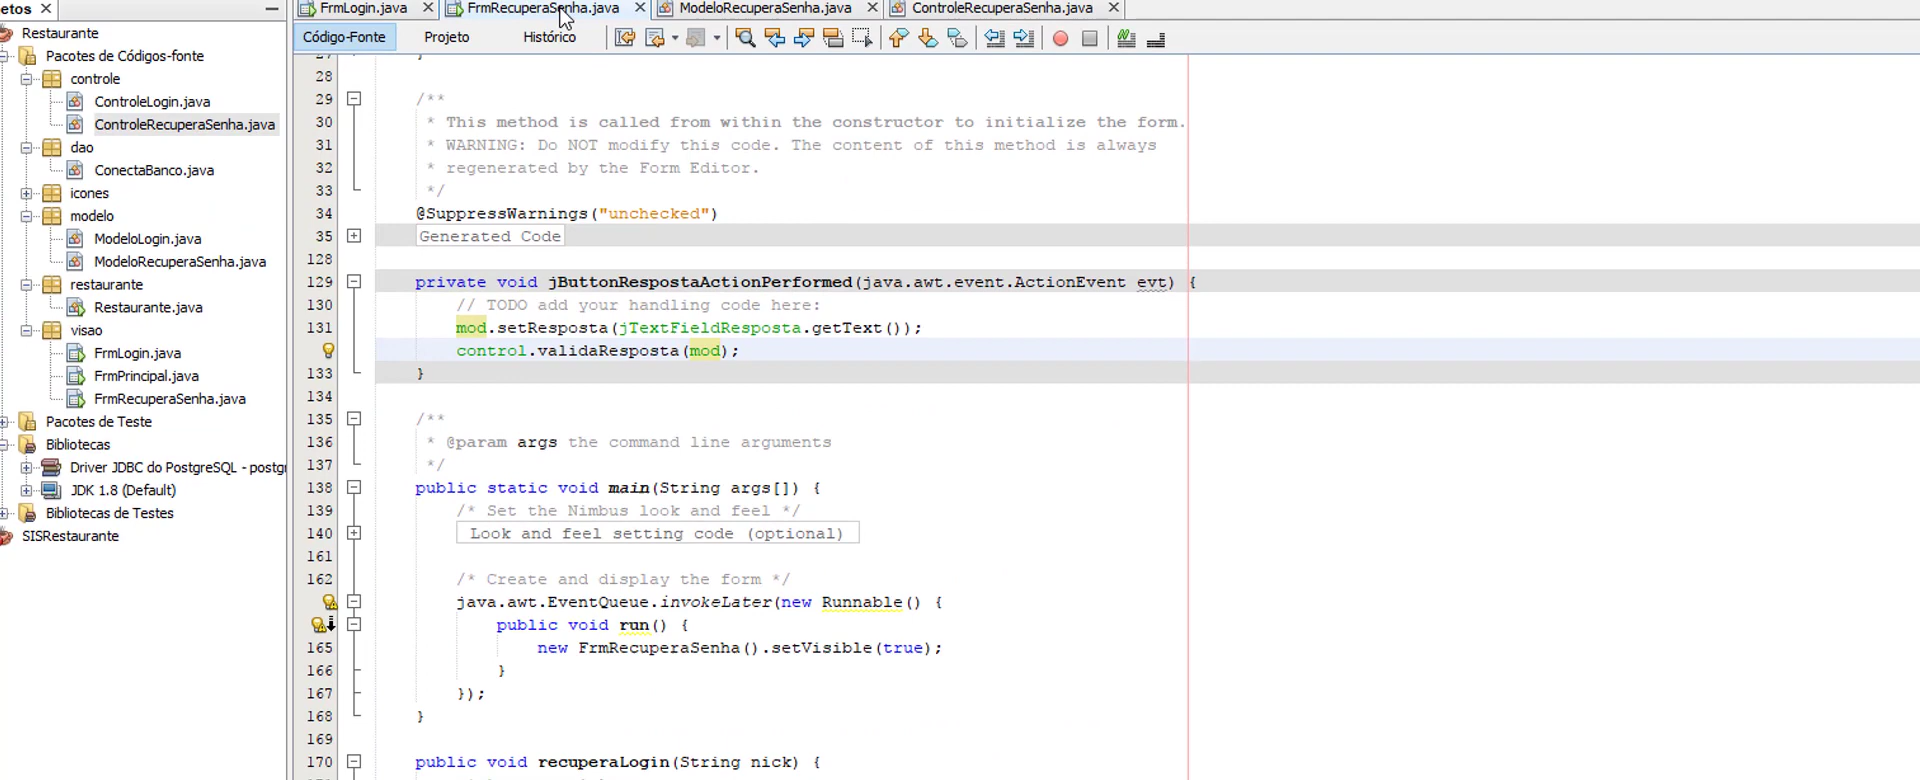 etos
Restaurante
Pacotes de Códigos-fonte
controle
ControleLogin.java
ControleRecuperaSenha.java
dao
ConectaBanco.java
icones
modelo
ModeloLogin.java
ModeloRecuperaSenha.java
restaurante
Restaurante.java
visao
FrmLogin.java
FrmPrincipal.java
FrmRecuperaSenha.java
Pacotes de Teste
Bibliotecas
Driver JDBC do PostgreSQL - postg
JDK 1.8 (Default)
Bibliotecas de Testes
SISRestaurante
FrmLogin.java FrmRecuperaSenha.java ModeloRecuperaSenha.java ControleRecuperaSenha.java
Código-Fonte Projeto Histórico
28
29 /**
30 * This method is called from within the constructor to initialize the form.
31 * WARNING: Do NOT modify this code. The content of this method is always
32 * regenerated by the Form Editor.
33 */
34 @SuppressWarnings("unchecked")
35 Generated Code
128
129 private void jButtonRespostaActionPerformed(java.awt.event.ActionEvent evt) {
130 // TODO add your handling code here:
131 mod.setResposta(jTextFieldResposta.getText());
control.validaResposta(mod);
133 }
134
135 /**
136 * @param args the command line arguments
137 */
138 public static void main(String args[]) {
139 /* Set the Nimbus look and feel */
140 Look and feel setting code (optional)
161
162 /* Create and display the form */
java.awt.EventQueue.invokeLater(new Runnable() {
public void run() {
165 new FrmRecuperaSenha().setVisible(true);
166 }
167 });
168 }
169
170 public void recuperaLogin(String nick) {